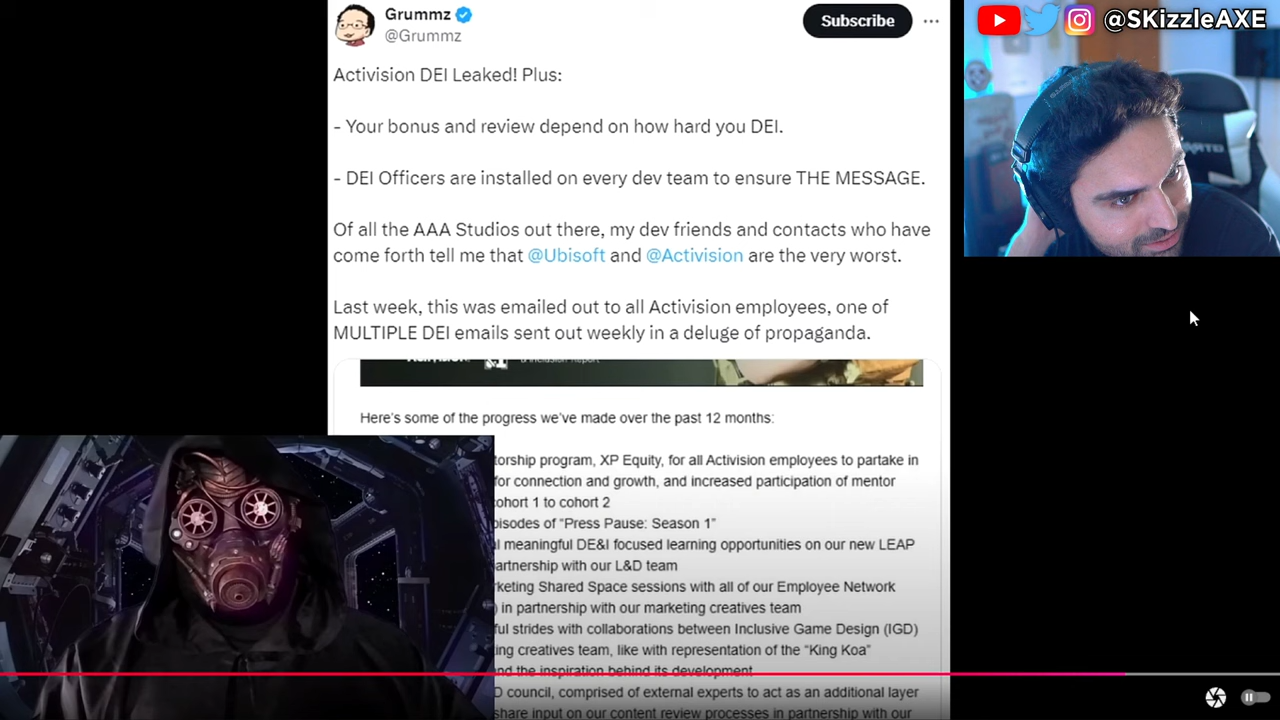 Grummz
@Grummz
Subscribe
@SKizzleAXE
Activision DEI Leaked! Plus:
- Your bonus and review depend on how hard you DEI.
- DEI Officers are installed on every dev team to ensure THE MESSAGE.
Of all the AAA Studios out there, my dev friends and contacts who have
come forth tell me that @Ubisoft and @Activision are the very worst.
Last week, this was emailed out to all Activision employees, one of
MULTIPLE DEI emails sent out weekly in a deluge of propaganda.
Here's some of the progress we've made over the past 12 months:
program, XP Equity, for all Activision employees to partake in
for connection and growth, and increased participation of mentor
cohort 1 to cohort 2
of "Press Pause: Season 1"
meaningful DE&I focused learning opportunities on our new LEAP
with our L&D team
Shared Space sessions with all of our Employee Network
in partnership with our marketing creatives team
strides with collaborations between Inclusive Game Design (IGD)
creatives team, like with representation of the "King Koa"
and the inspiration behind its development
council, comprised of external experts to act as an additional layer
share input on our content review processes in partnership with our